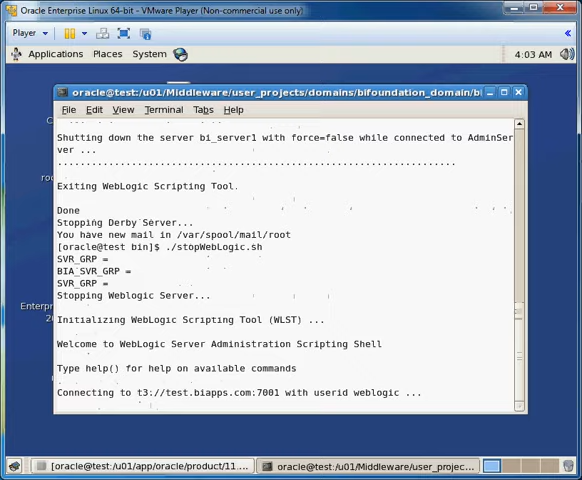 Oracle Enterprise Linux 64-bit - VMware Player (Non-commercial use only)
Player
Applications Places System
4:03 AM
oracle@test:/u01/Middleware/user_projects/domains/bifoundation_domain/b
File Edit View Terminal Tabs Help
Shutting down the server bi_server1 with force=false while connected to AdminSer
ver ...
Exiting WebLogic Scripting Tool.
Done
Stopping Derby Server...
You have new mail in /var/spool/mail/root
[oracle@test bin]$ ./stopWebLogic.sh
SVR_GRP =
BIA_SVR_GRP =
SVR_GRP =
Stopping Weblogic Server...
Initializing WebLogic Scripting Tool (WLST) ...
Welcome to WebLogic Server Administration Scripting Shell
Type help() for help on available commands
Connecting to t3://test.biapps.com:7001 with userid weblogic ...
Enterpr
[oracle@test:/u01/app/oracle/product/11....
oracle@test:/u01/Middleware/user_projec...